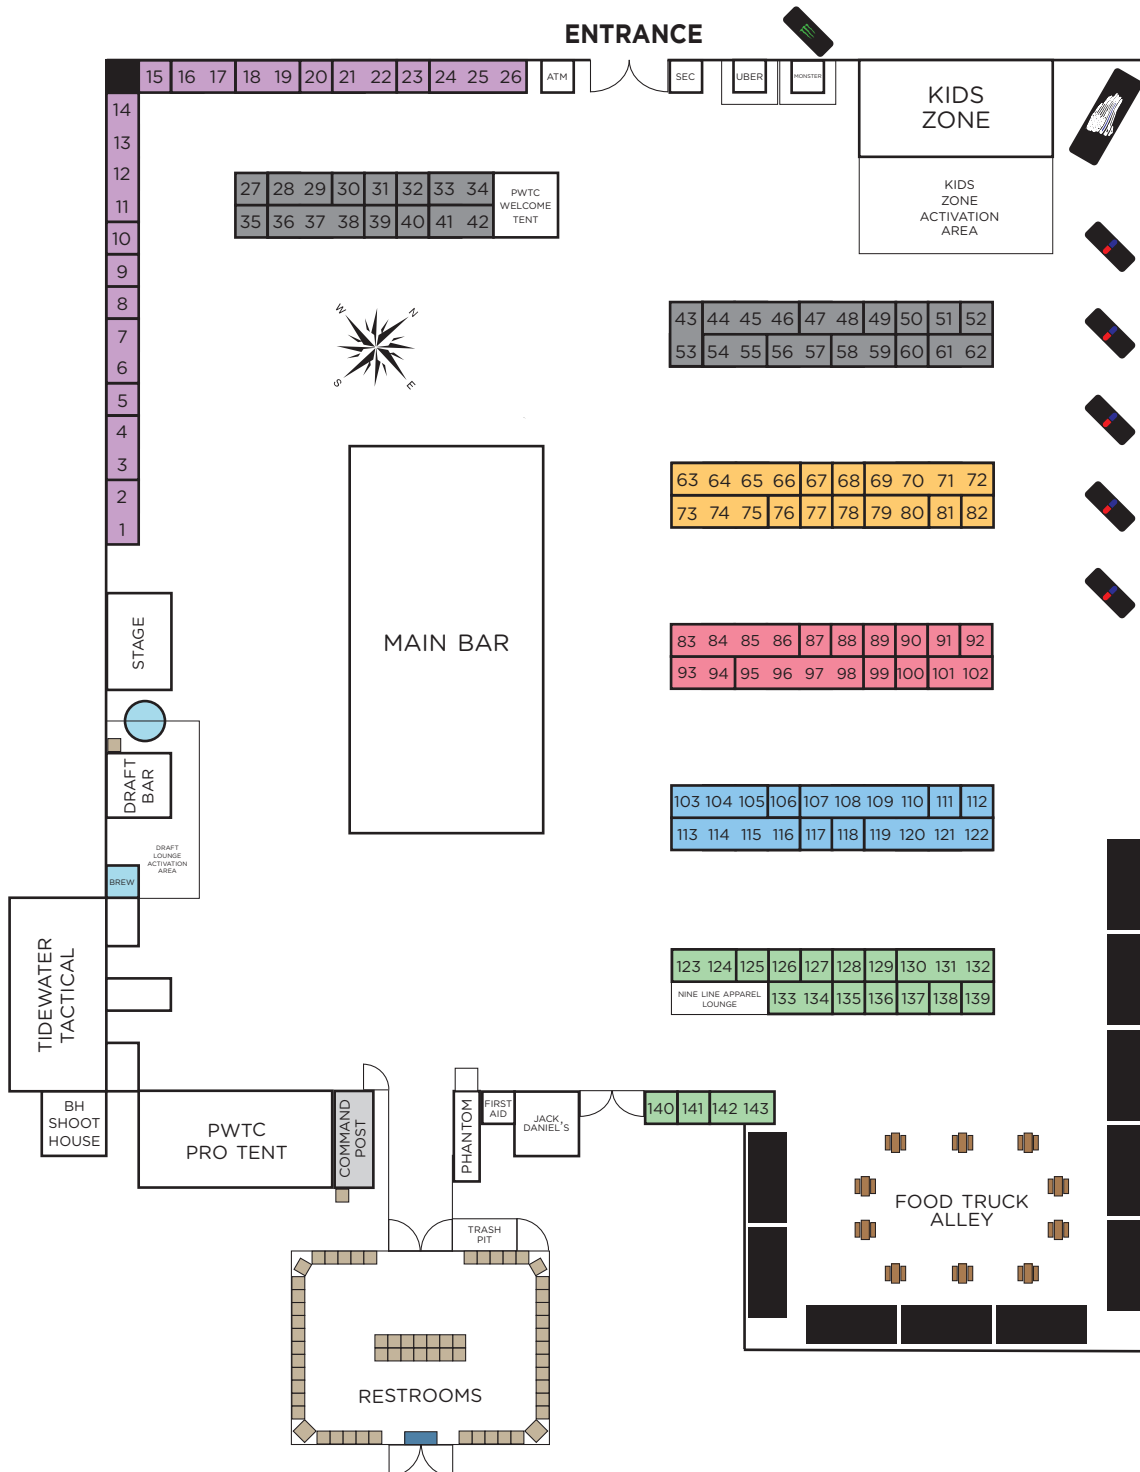 ENTRANCE
15 16 17 18 19 20 21 22 23 24 25 26
ATM
SEC
UBER
MONSTER
KIDS
ZONE
KIDS
ZONE
ACTIVATION
AREA
14
13
12
11
10
9
8
7
6
5
4
3
2
1
27 28 29 30 31 32 33 34
35 36 37 38 39 40 41 42
PWTC
WELCOME
TENT
W
N
S
E
43 44 45 46 47 48 49 50 51 52
53 54 55 56 57 58 59 60 61 62
63 64 65 66 67 68 69 70 71 72
73 74 75 76 77 78 79 80 81 82
MAIN BAR
83 84 85 86 87 88 89 90 91 92
93 94 95 96 97 98 99 100 101 102
STAGE
DRAFT
BAR
DRAFT
LOUNGE
ACTIVATION
AREA
BREW
103 104 105 106 107 108 109 110 111 112
113 114 115 116 117 118 119 120 121 122
TIDEWATER
TACTICAL
123 124 125 126 127 128 129 130 131 132
NINE LINE APPAREL
LOUNGE
133 134 135 136 137 138 139
BH
SHOOT
HOUSE
PWTC
PRO TENT
COMMAND
POST
PHANTOM
FIRST
AID
JACK
DANIEL'S
140 141 142 143
FOOD TRUCK
ALLEY
TRASH
PIT
RESTROOMS